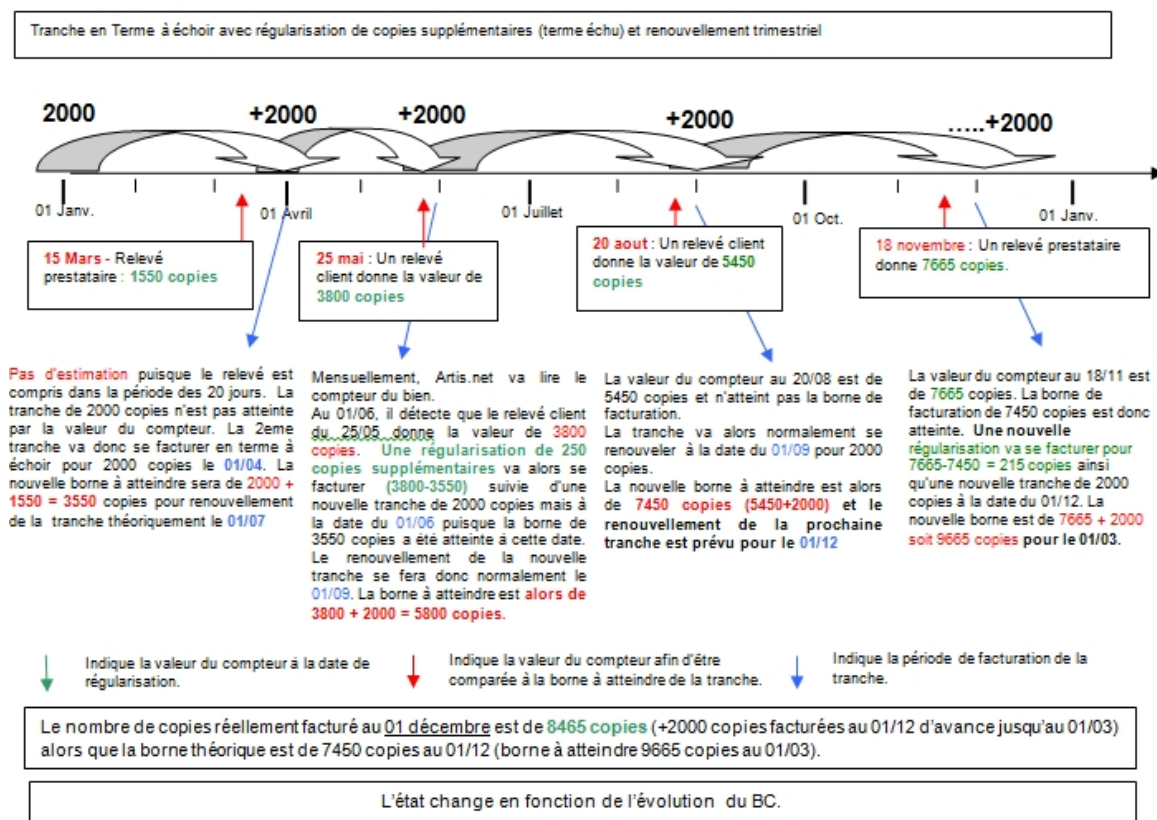 Tranche en Terme à échoir avec régularisation de copies supplémentaires (terme échu) et renouvellement trimestriel
2000
+2000
+2000
+2000
.....+2000
01 Janv.
01 Avril
01 Juillet
01 Oct.
01 Janv.
15 Mars - Relevé
prestataire : 1550 copies
25 mai : Un relevé
client donne la valeur de
3800 copies
20 aout : Un relevé client
donne la valeur de 5450
copies
18 novembre : Un relevé prestataire
donne 7665 copies.
Pas d'estimation puisque le relevé est
compris dans la période des 20 jours. La
tranche de 2000 copies n'est pas atteinte
par la valeur du compteur. La 2eme
tranche va donc se facturer en terme à
échoir pour 2000 copies le 01/04. La
nouvelle borne à atteindre sera de 2000 +
1550 = 3550 copies pour renouvellement
de la tranche théoriquement le 01/07
Mensuellement, Artis.net va lire le
compteur du bien.
Au 01/06, il détecte que le relevé client
du 25/05 donne la valeur de 3800
copies. Une régularisation de 250
copies supplémentaires va alors se
facturer (3800-3550) suivie d'une
nouvelle tranche de 2000 copies mais à
la date du 01/06 puisque la borne de
3550 copies a été atteinte à cette date.
Le renouvellement de la nouvelle
tranche se fera donc normalement le
01/09. La borne à atteindre est alors de
3800 + 2000 = 5800 copies.
La valeur du compteur au 20/08 est de
5450 copies et n'atteint pas la borne de
facturation.
La tranche va alors normalement se
renouveler à la date du 01/09 pour 2000
copies.
La nouvelle borne à atteindre est alors
de 7450 copies (5450+2000) et le
renouvellement de la prochaine
tranche est prévu pour le 01/12
La valeur du compteur au 18/11 est
de 7665 copies. La borne de
facturation de 7450 copies est donc
atteinte. Une nouvelle
régularisation va se facturer pour
7665-7450 = 215 copies ainsi
qu'une nouvelle tranche de 2000
copies à la date du 01/12. La
nouvelle borne est de 7665 + 2000
soit 9665 copies pour le 01/03.
Indique la valeur du compteur à la date de
régularisation.
Indique la valeur du compteur afin d'être
comparée à la borne à atteindre de la tranche.
Indique la période de facturation de la
tranche.
Le nombre de copies réellement facturé au 01 décembre est de 8465 copies (+2000 copies facturées au 01/12 d'avance jusqu'au 01/03)
alors que la borne théorique est de 7450 copies au 01/12 (borne à atteindre 9665 copies au 01/03).
L'état change en fonction de l'évolution du BC.